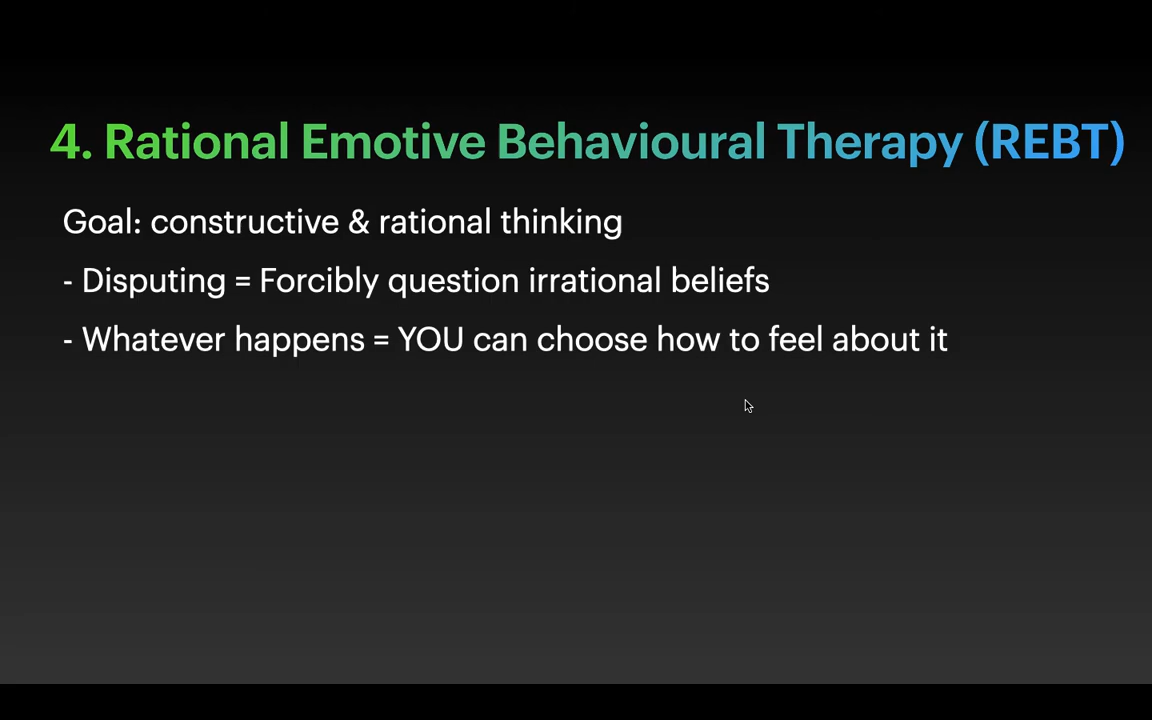 4. Rational Emotive Behavioural Therapy (REBT)
Goal: constructive & rational thinking
- Disputing = Forcibly question irrational beliefs
- Whatever happens = YOU can choose how to feel about it